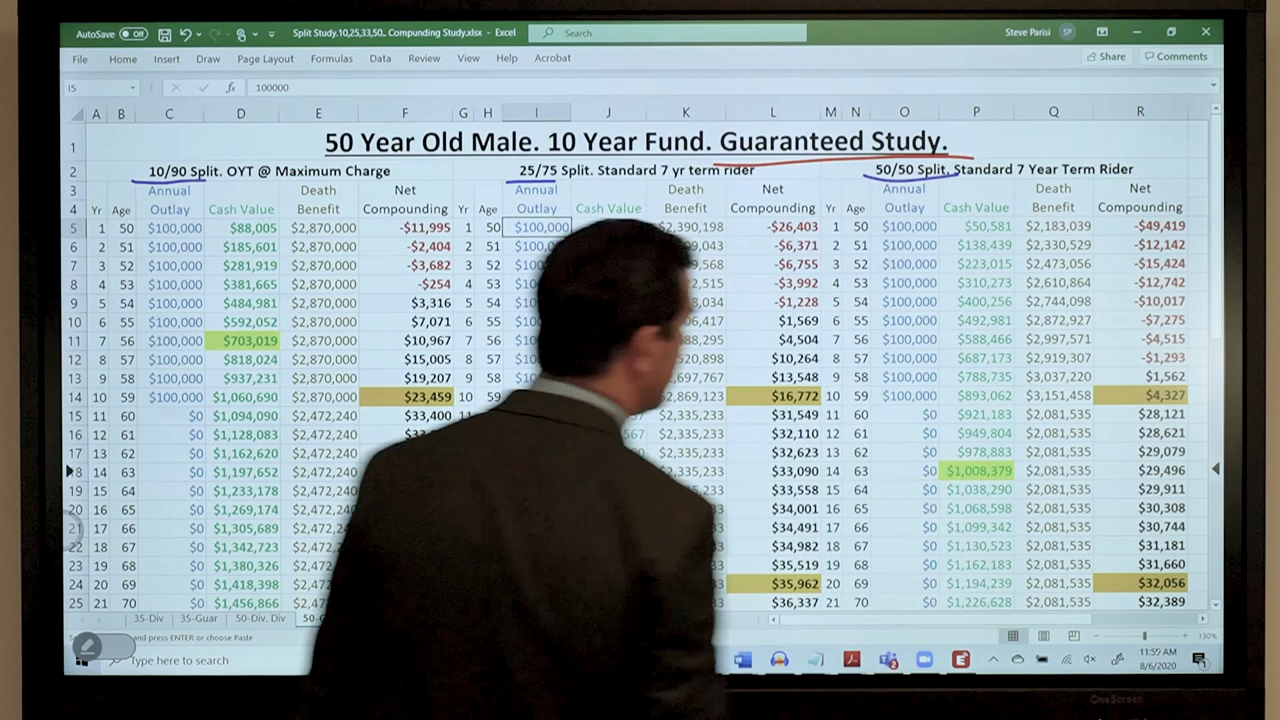 AutoSave Off Split Study.10,25,33,50.. Compunding Study.xlsx - Excel Search Steve Parisi SP
File Home Insert Draw Page Layout Formulas Data Review View Help Acrobat Share Comments
I5 fx 100000
A B C D E F G H I J K L M N O P Q R
1 50 Year Old Male. 10 Year Fund. Guaranteed Study.
2 10/90 Split. OYT @ Maximum Charge 25/75 Split. Standard 7 yr term rider 50/50 Split. Standard 7 Year Term Rider
3 Annual Death Net Annual Death Net Annual Death Net
4 Yr Age Outlay Cash Value Benefit Compounding Yr Age Outlay Cash Value Benefit Compounding Yr Age Outlay Cash Value Benefit Compounding
5 1 50 $100,000 $88,005 $2,870,000 -$11,995 1 50 $100,000 $2,390,198 -$26,403 1 50 $100,000 $50,581 $2,183,039 -$49,419
6 2 51 $100,000 $185,601 $2,870,000 -$2,404 2 51 -$6,371 2 51 $100,000 $138,439 $2,330,529 -$12,142
7 3 52 $100,000 $281,919 $2,870,000 -$3,682 3 52 -$6,755 3 52 $100,000 $223,015 $2,473,056 -$15,424
8 4 53 $100,000 $381,665 $2,870,000 -$254 4 53 -$3,992 4 53 $100,000 $310,273 $2,610,864 -$12,742
9 5 54 $100,000 $484,981 $2,870,000 $3,316 5 54 -$1,228 5 54 $100,000 $400,256 $2,744,098 -$10,017
10 6 55 $100,000 $592,052 $2,870,000 $7,071 6 55 $1,569 6 55 $100,000 $492,981 $2,872,927 -$7,275
11 7 56 $100,000 $703,019 $2,870,000 $10,967 7 56 $4,504 7 56 $100,000 $588,466 $2,997,571 -$4,515
12 8 57 $100,000 $818,024 $2,870,000 $15,005 8 57 $10,264 8 57 $100,000 $687,173 $2,919,307 -$1,293
13 9 58 $100,000 $937,231 $2,870,000 $19,207 9 58 $13,548 9 58 $100,000 $788,735 $3,037,220 $1,562
14 10 59 $100,000 $1,060,690 $2,870,000 $23,459 10 59 $2,869,123 $16,772 10 59 $100,000 $893,062 $3,151,458 $4,327
15 11 60 $0 $1,094,090 $2,472,240 $33,400 $2,335,233 $31,549 11 60 $0 $921,183 $2,081,535 $28,121
16 12 61 $0 $1,128,083 $2,472,240 567 $2,335,233 $32,110 12 61 $0 $949,804 $2,081,535 $28,621
17 13 62 $0 $1,162,620 $2,472,240 $2,335,233 $32,623 13 62 $0 $978,883 $2,081,535 $29,079
14 63 $0 $1,197,652 $2,472,240 $33,090 14 63 $0 $1,008,379 $2,081,535 $29,496
19 15 64 $0 $1,233,178 $2,472,240 $33,558 15 64 $0 $1,038,290 $2,081,535 $29,911
20 16 65 $0 $1,269,174 $34,001 16 65 $0 $1,068,598 $2,081,535 $30,308
17 66 $0 $1,305,689 $34,491 17 66 $0 $1,099,342 $2,081,535 $30,744
22 18 67 $0 $1,342,723 $34,982 18 67 $0 $1,130,523 $2,081,535 $31,181
23 19 68 $0 $1,380,326 $35,519 19 68 $0 $1,162,183 $2,081,535 $31,660
24 20 69 $0 $1,418,398 $35,962 20 69 $0 $1,194,239 $2,081,535 $32,056
25 21 70 $0 $1,456,866 $36,337 21 70 $0 $1,226,628 $2,081,535 $32,389
35-Div 35-Guar 50-Div. Div
and press ENTER or choose Paste 130%
Type here to search 11:59 AM
8/6/2020
OneScreen